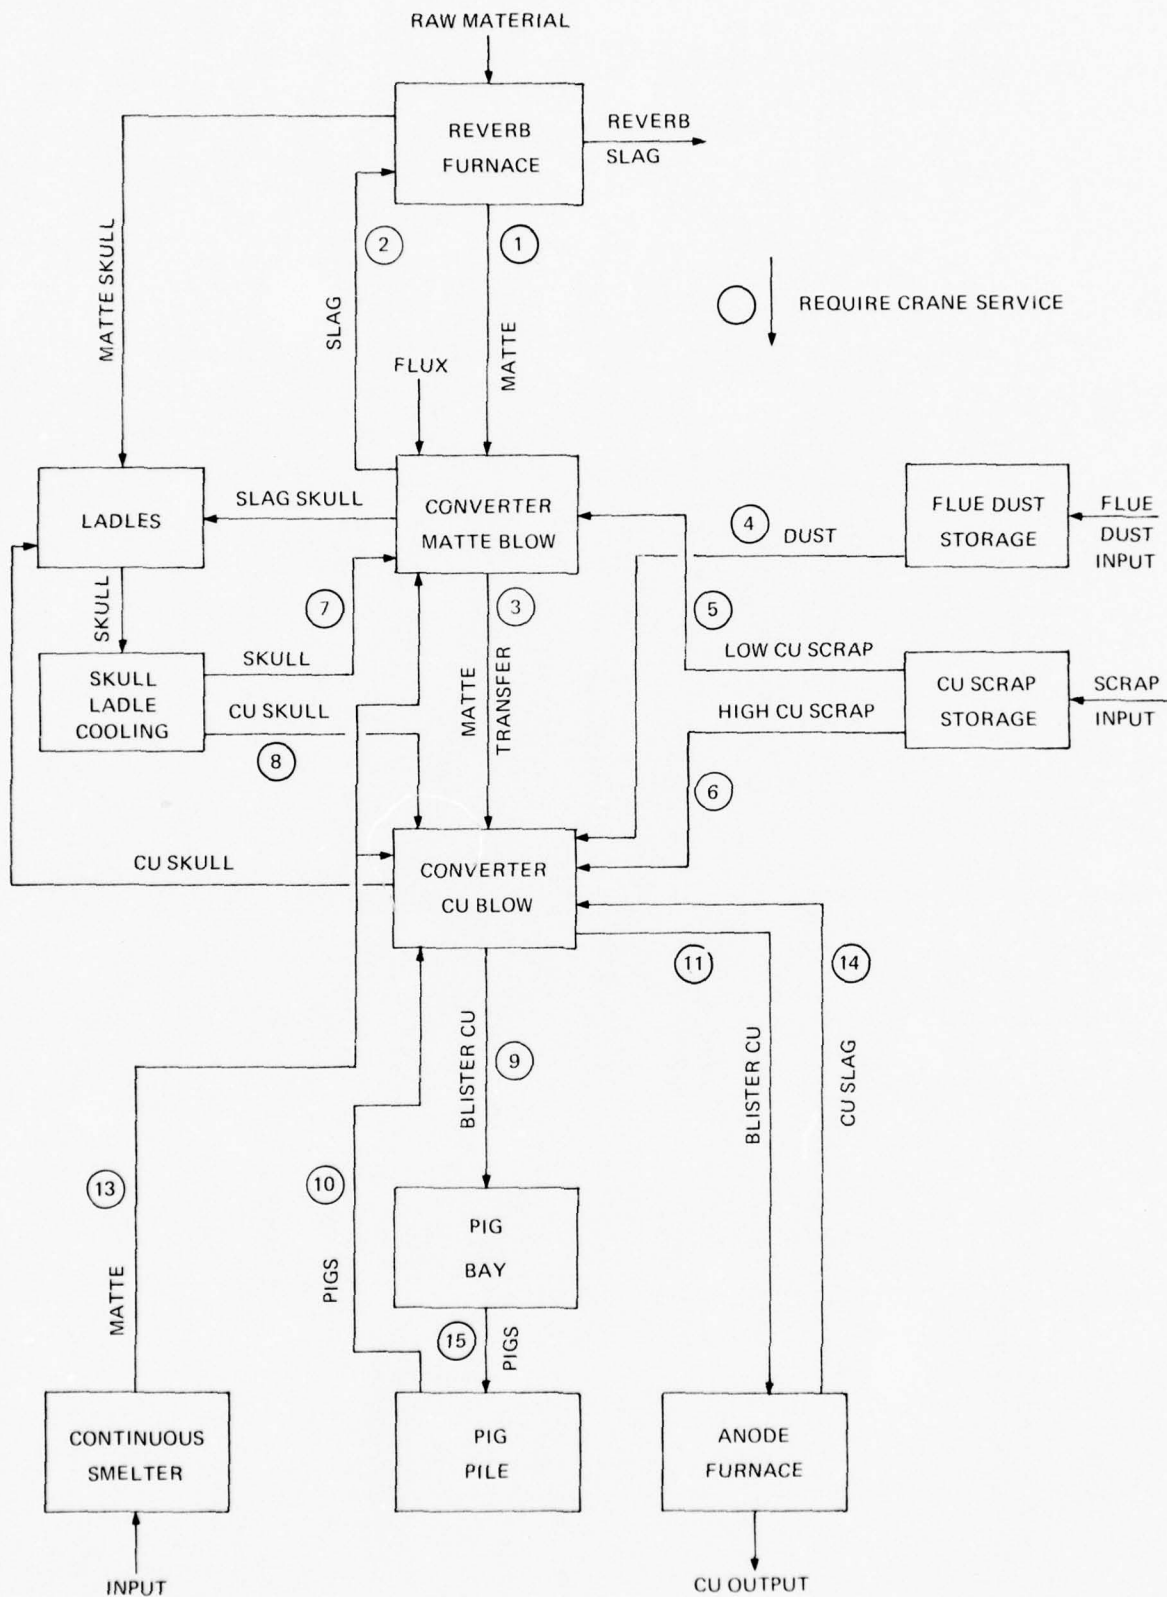 RAW MATERIAL
REVERB
FURNACE
REVERB
SLAG
2
1
MATTE SKULL
SLAG
MATTE
REQUIRE CRANE SERVICE
FLUX
LADLES
SLAG SKULL
CONVERTER
MATTE BLOW
4
DUST
FLUE DUST
STORAGE
FLUE
DUST
INPUT
SKULL
7
3
5
SKULL
LADLE
COOLING
SKULL
CU SKULL
8
MATTE
TRANSFER
LOW CU SCRAP
HIGH CU SCRAP
6
CU SCRAP
STORAGE
SCRAP
INPUT
CU SKULL
CONVERTER
CU BLOW
11
14
BLISTER CU
9
BLISTER CU
CU SLAG
13
10
MATTE
PIGS
PIG
BAY
15
PIGS
CONTINUOUS
SMELTER
PIG
PILE
ANODE
FURNACE
INPUT
CU OUTPUT